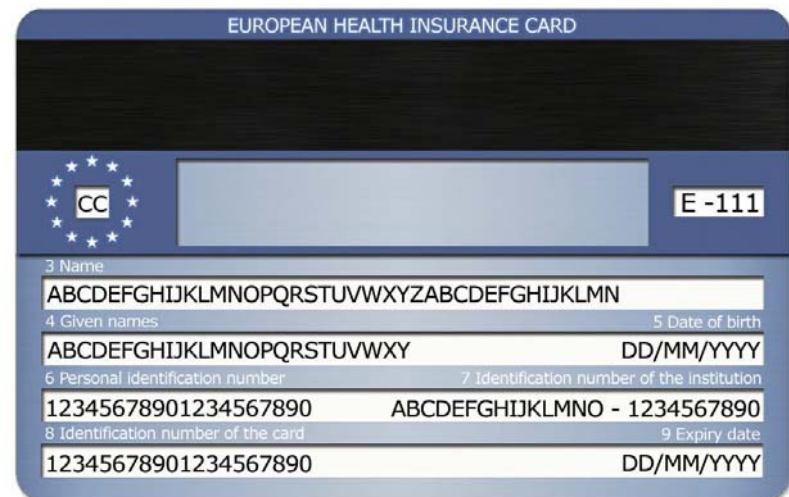 EUROPEAN HEALTH INSURANCE CARD
CC
E -111
3 Name
ABCDEFGHIJKLMNOPQRSTUVWXYZABCDEFGHIJKLMN
4 Given names 5 Date of birth
ABCDEFGHIJKLMNOPQRSTUVWXY DD/MM/YYYY
6 Personal identification number 7 Identification number of the institution
12345678901234567890 ABCDEFGHIJKLMNO - 1234567890
8 Identification number of the card 9 Expiry date
12345678901234567890 DD/MM/YYYY